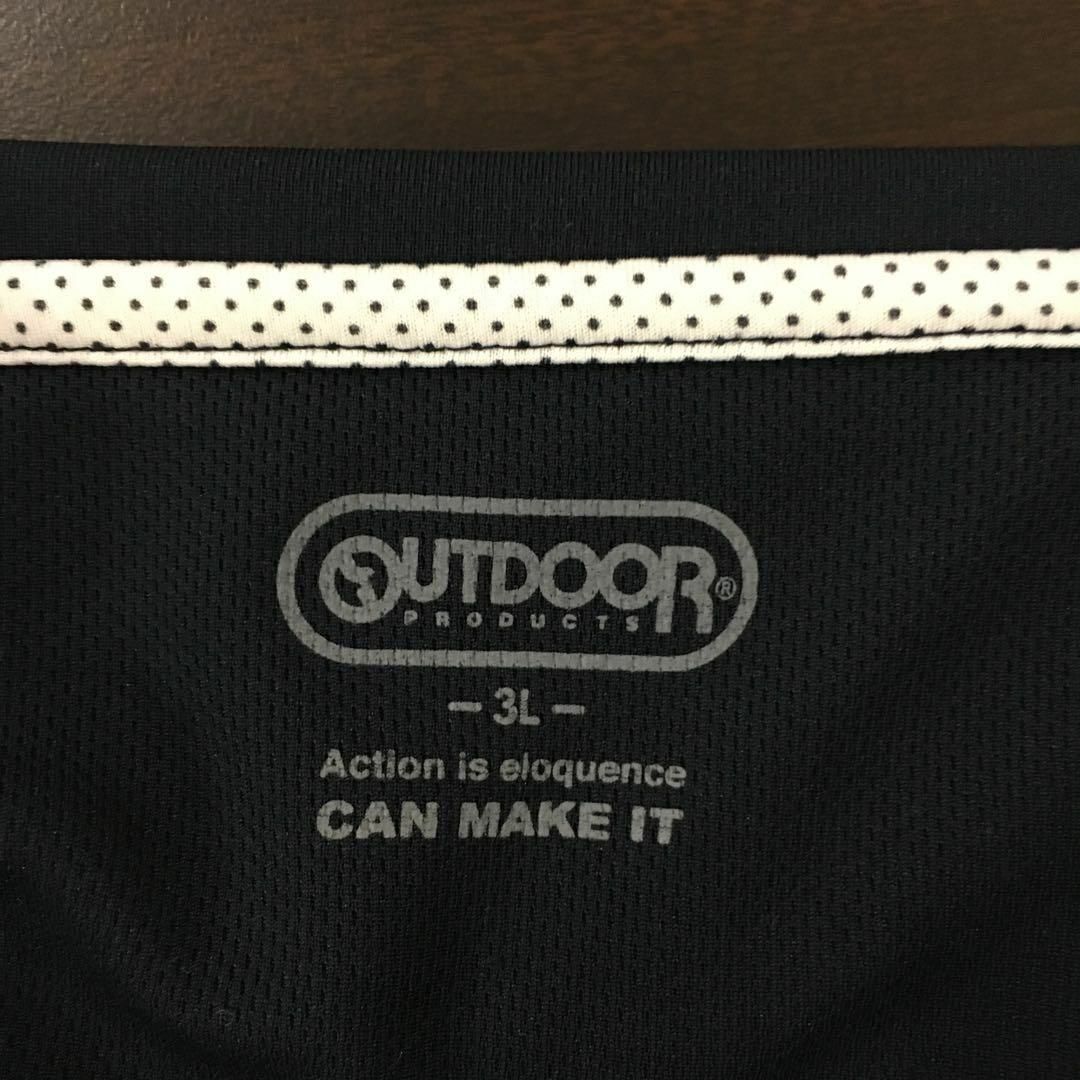 OUTDOOR®
PRODUCTS
- 3L -
Action is eloquence
CAN MAKE IT